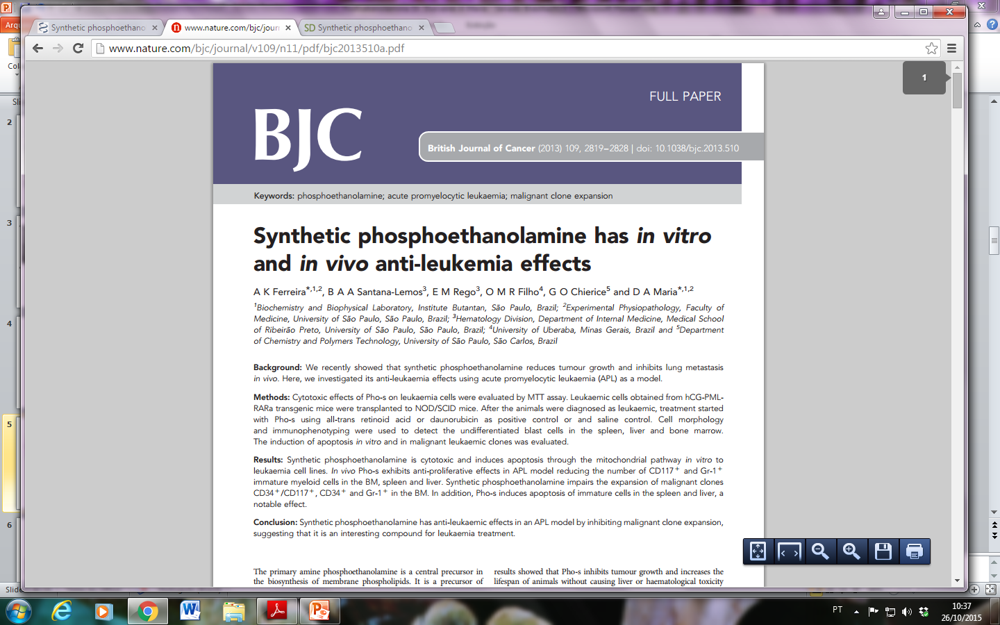 Arqu
Synthetic phosphoethano
www.nature.com/bjc/jour
SD Synthetic phosphoethano
www.nature.com/bjc/journal/v109/n11/pdf/bjc2013510a.pdf
Col
Sli
1
2
3
4
5
6
FULL PAPER
BJC
British Journal of Cancer (2013) 109, 2819–2828 | doi: 10.1038/bjc.2013.510
Keywords: phosphoethanolamine; acute promyelocytic leukaemia; malignant clone expansion
Synthetic phosphoethanolamine has in vitro
and in vivo anti-leukemia effects
A K Ferreira*,1,2, B A A Santana-Lemos3, E M Rego3, O M R Filho4, G O Chierice5 and D A Maria*,1,2
1Biochemistry and Biophysical Laboratory, Institute Butantan, São Paulo, Brazil; 2Experimental Physiopathology, Faculty of
Medicine, University of São Paulo, São Paulo, Brazil; 3Hematology Division, Department of Internal Medicine, Medical School
of Ribeirão Preto, University of São Paulo, São Paulo, Brazil; 4University of Uberaba, Minas Gerais, Brazil and 5Department
of Chemistry and Polymers Technology, University of São Paulo, São Carlos, Brazil
Background: We recently showed that synthetic phosphoethanolamine reduces tumour growth and inhibits lung metastasis
in vivo. Here, we investigated its anti-leukaemia effects using acute promyelocytic leukaemia (APL) as a model.
Methods: Cytotoxic effects of Pho-s on leukaemia cells were evaluated by MTT assay. Leukaemic cells obtained from hCG-PML-
RARa transgenic mice were transplanted to NOD/SCID mice. After the animals were diagnosed as leukaemic, treatment started
with Pho-s using all-trans retinoid acid or daunorubicin as positive control or and saline control. Cell morphology
and immunophenotyping were used to detect the undifferentiated blast cells in the spleen, liver and bone marrow.
The induction of apoptosis in vitro and in malignant leukaemic clones was evaluated.
Results: Synthetic phosphoethanolamine is cytotoxic and induces apoptosis through the mitochondrial pathway in vitro to
leukaemia cell lines. In vivo Pho-s exhibits anti-proliferative effects in APL model reducing the number of CD117+ and Gr-1+
immature myeloid cells in the BM, spleen and liver. Synthetic phosphoethanolamine impairs the expansion of malignant clones
CD34+/CD117+, CD34+ and Gr-1+ in the BM. In addition, Pho-s induces apoptosis of immature cells in the spleen and liver, a
notable effect.
Conclusion: Synthetic phosphoethanolamine has anti-leukaemic effects in an APL model by inhibiting malignant clone expansion,
suggesting that it is an interesting compound for leukaemia treatment.
The primary amine phosphoethanolamine is a central precursor in
the biosynthesis of membrane phospholipids. It is a precursor of
results showed that Pho-s inhibits tumour growth and increases the
lifespan of animals without causing liver or haematological toxicity
Slide
PT
10:37
26/10/2015